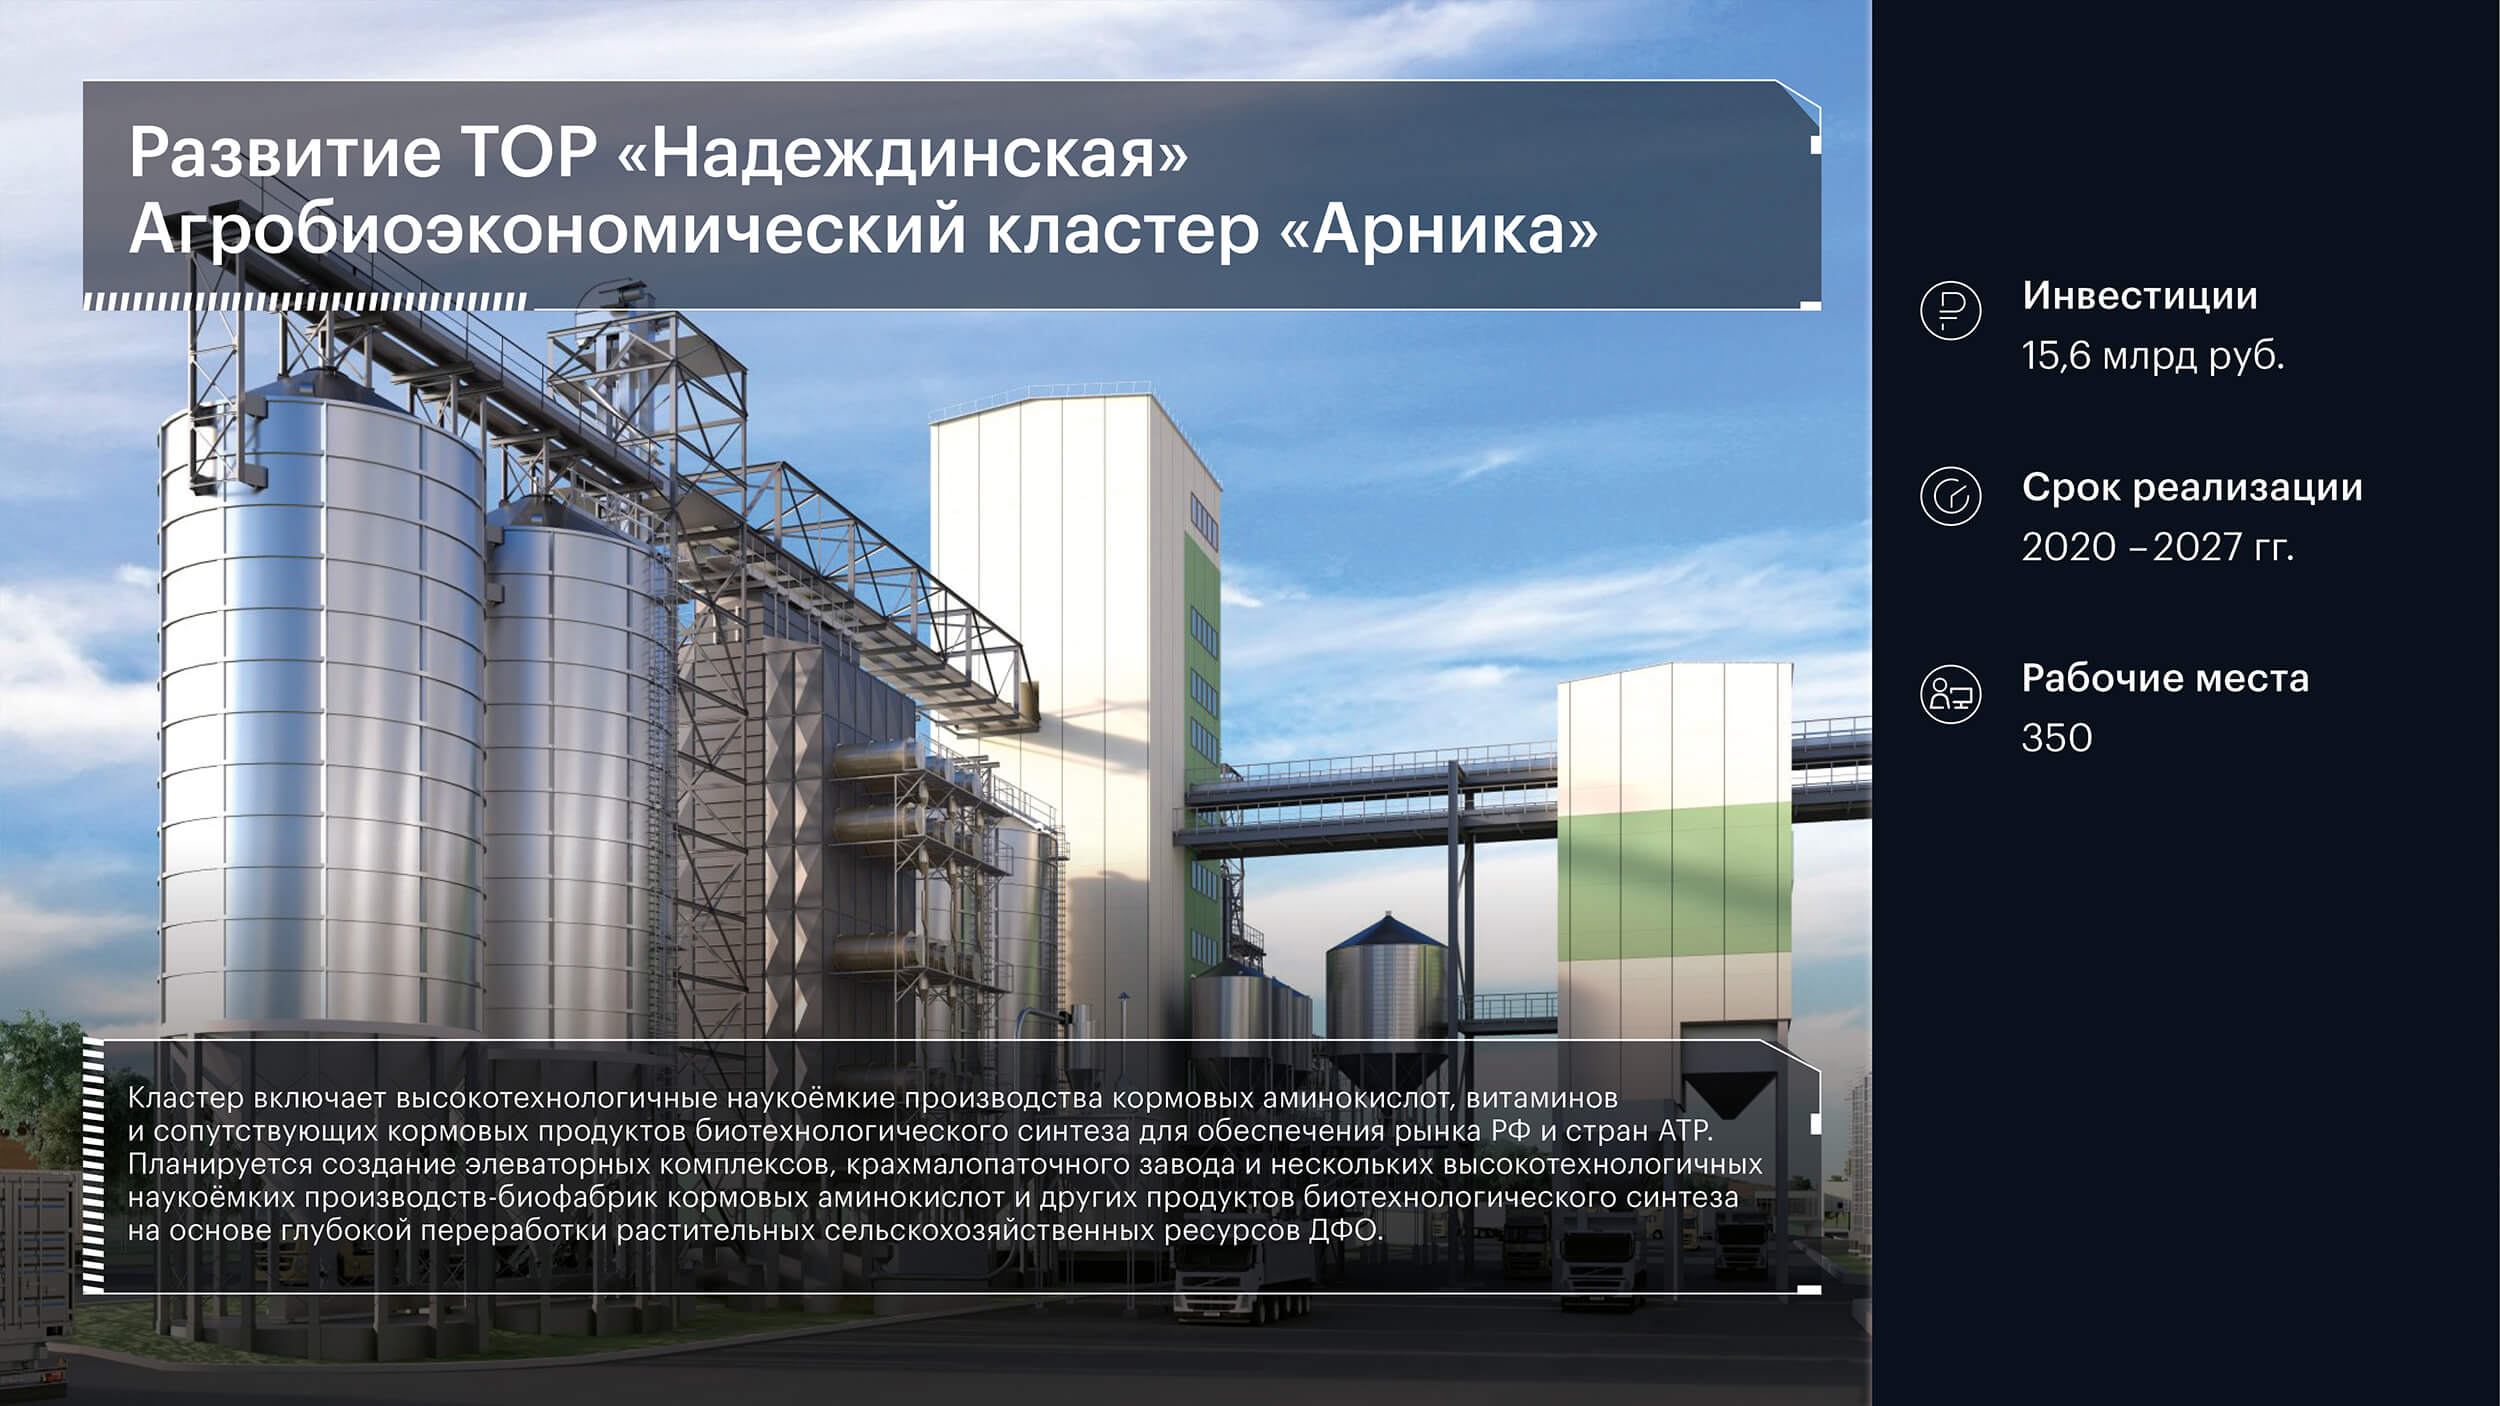 Развитие ТОР «Надеждинская»
Агробиоэкономический кластер «Арника»
Инвестиции
15,6 млрд руб.
Срок реализации
2020 – 2027 гг.
Рабочие места
350
Кластер включает высокотехнологичные наукоёмкие производства кормовых аминокислот, витаминов
и сопутствующих кормовых продуктов биотехнологического синтеза для обеспечения рынка РФ и стран АТР.
Планируется создание элеваторных комплексов, крахмалопаточного завода и нескольких высокотехнологичных
наукоёмких производств-биофабрик кормовых аминокислот и других продуктов биотехнологического синтеза
на основе глубокой переработки растительных сельскохозяйственных ресурсов ДФО.